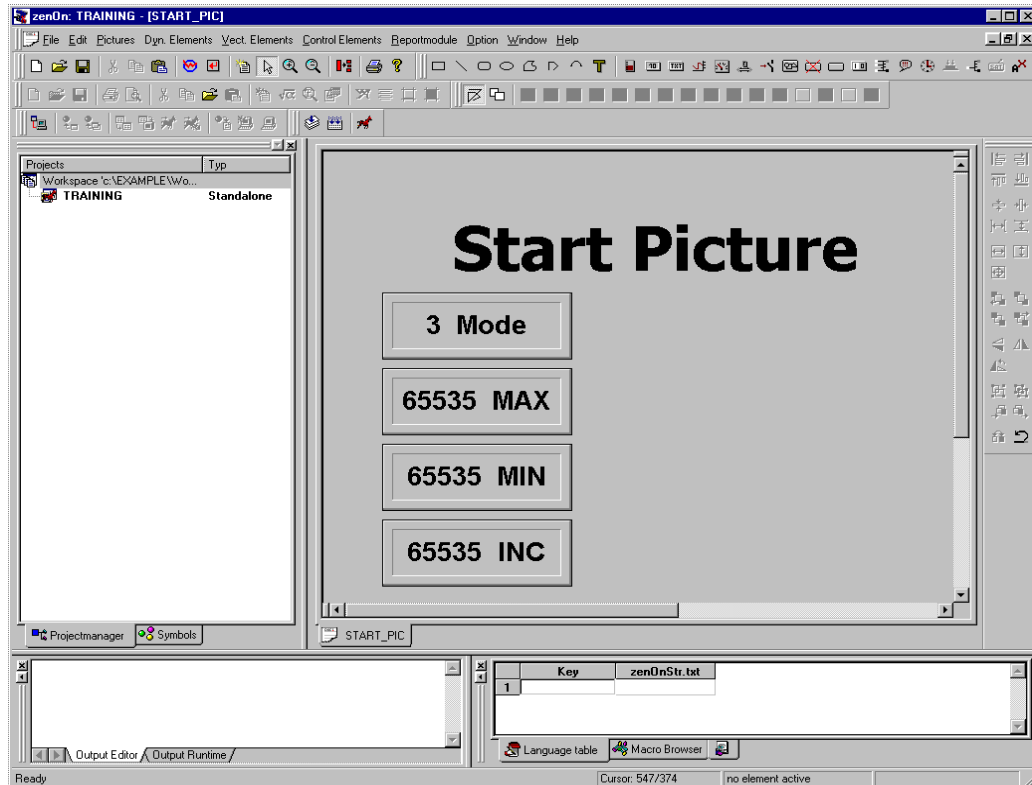 zenOn: TRAINING - [START_PIC]
File Edit Pictures Dyn. Elements Vect. Elements Control Elements Reportmodule Option Window Help
Projects Typ
Workspace 'c:\EXAMPLE\Wo...
TRAINING Standalone
Start Picture
3 Mode
65535 MAX
65535 MIN
65535 INC
Projectmanager Symbols
START_PIC
Key zenOnStr.txt
1
Output Editor Output Runtime
Language table Macro Browser
Ready Cursor: 547/374 no element active